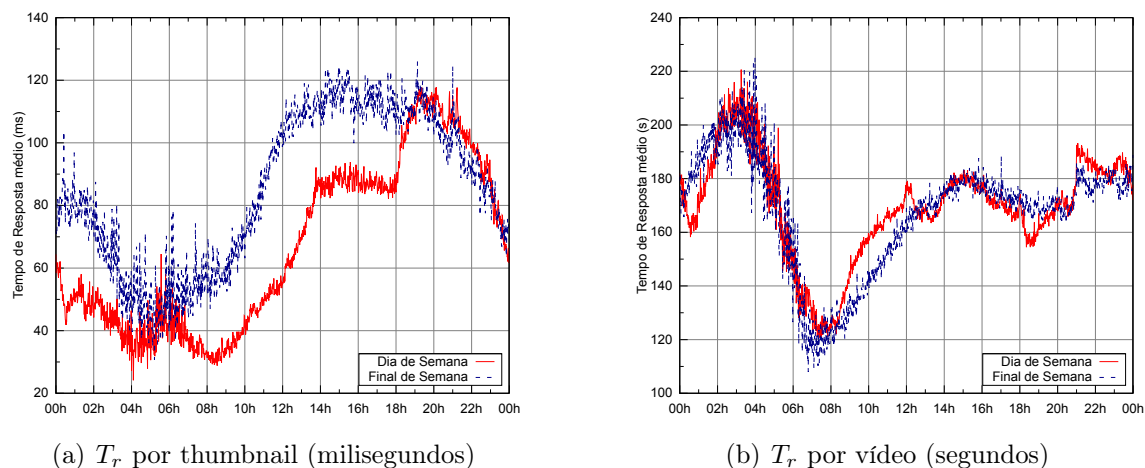 140
120
100
80
60
40
20
Tempo de Resposta médio (ms)
Dia de Semana
Final de Semana
00h 02h 04h 06h 08h 10h 12h 14h 16h 18h 20h 22h 00h
(a) Tr por thumbnail (milisegundos)
240
220
200
180
160
140
120
100
Tempo de Resposta médio (s)
Dia de Semana
Final de Semana
00h 02h 04h 06h 08h 10h 12h 14h 16h 18h 20h 22h 00h
(b) Tr por vídeo (segundos)